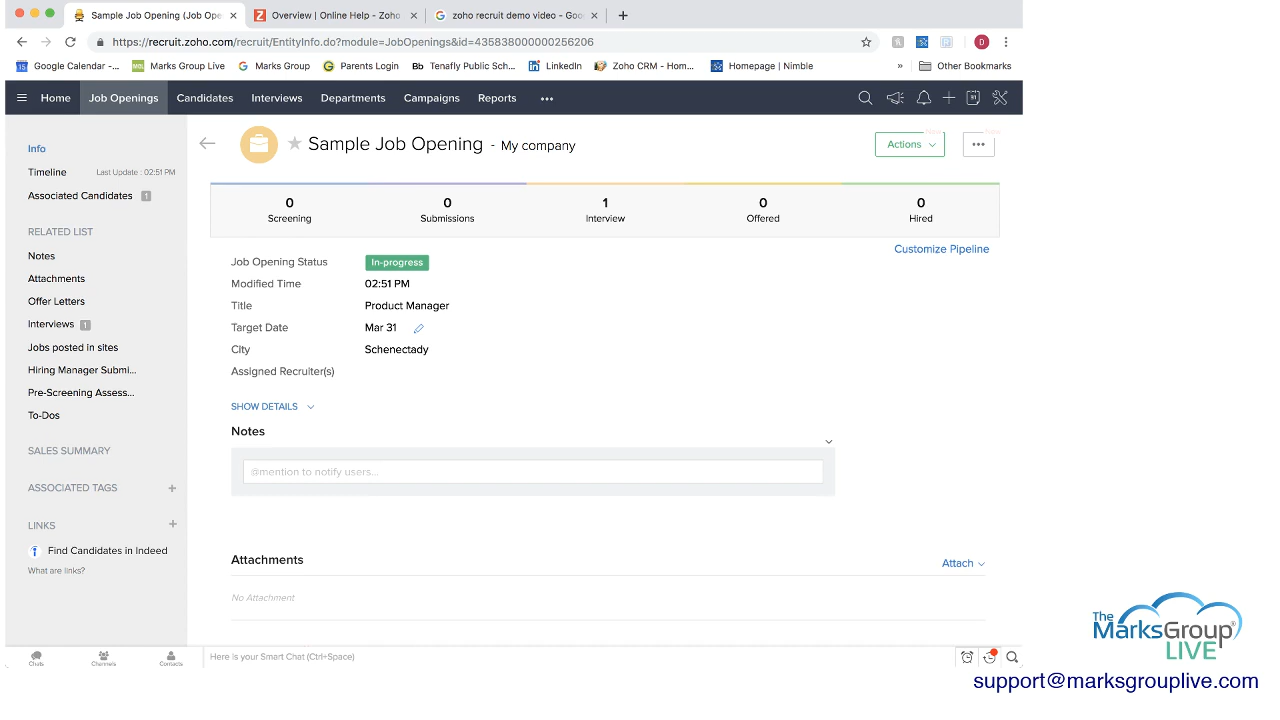 Sample Job Opening (Job Ope
Overview | Online Help - Zoho
zoho recruit demo video - Goo
https://recruit.zoho.com/recruit/EntityInfo.do?module=JobOpenings&id=435838000000256206
D
Google Calendar -...
Marks Group Live
Marks Group
Parents Login
Bb Tenafly Public Sch...
LinkedIn
Zoho CRM - Hom...
Homepage | Nimble
»
Other Bookmarks
Home
Job Openings
Candidates
Interviews
Departments
Campaigns
Reports
Info
Timeline Last Update : 02:51 PM
Associated Candidates 1
RELATED LIST
Notes
Attachments
Offer Letters
Interviews 1
Jobs posted in sites
Hiring Manager Submi...
Pre-Screening Assess...
To-Dos
SALES SUMMARY
ASSOCIATED TAGS +
LINKS +
Find Candidates in Indeed
What are links?
Sample Job Opening - My company
Actions
0 Screening
0 Submissions
1 Interview
0 Offered
0 Hired
Customize Pipeline
Job Opening Status In-progress
Modified Time 02:51 PM
Title Product Manager
Target Date Mar 31
City Schenectady
Assigned Recruiter(s)
SHOW DETAILS
Notes
@mention to notify users...
Attachments
Attach
No Attachment
Chats
Channels
Contacts
Here is your Smart Chat (Ctrl+Space)
The
MarksGroup®
LIVE
support@marksgrouplive.com